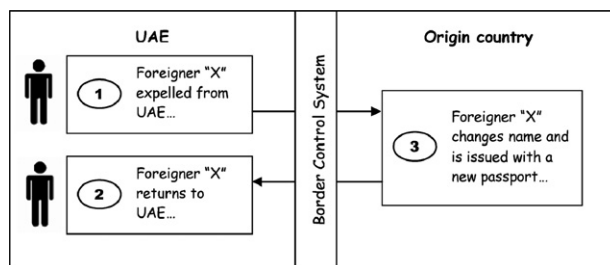 UAE
Origin country
1
Foreigner "X"
expelled from
UAE...
Border Control System
3
Foreigner "X"
changes name and
is issued with a
new passport...
2
Foreigner "X"
returns to
UAE...